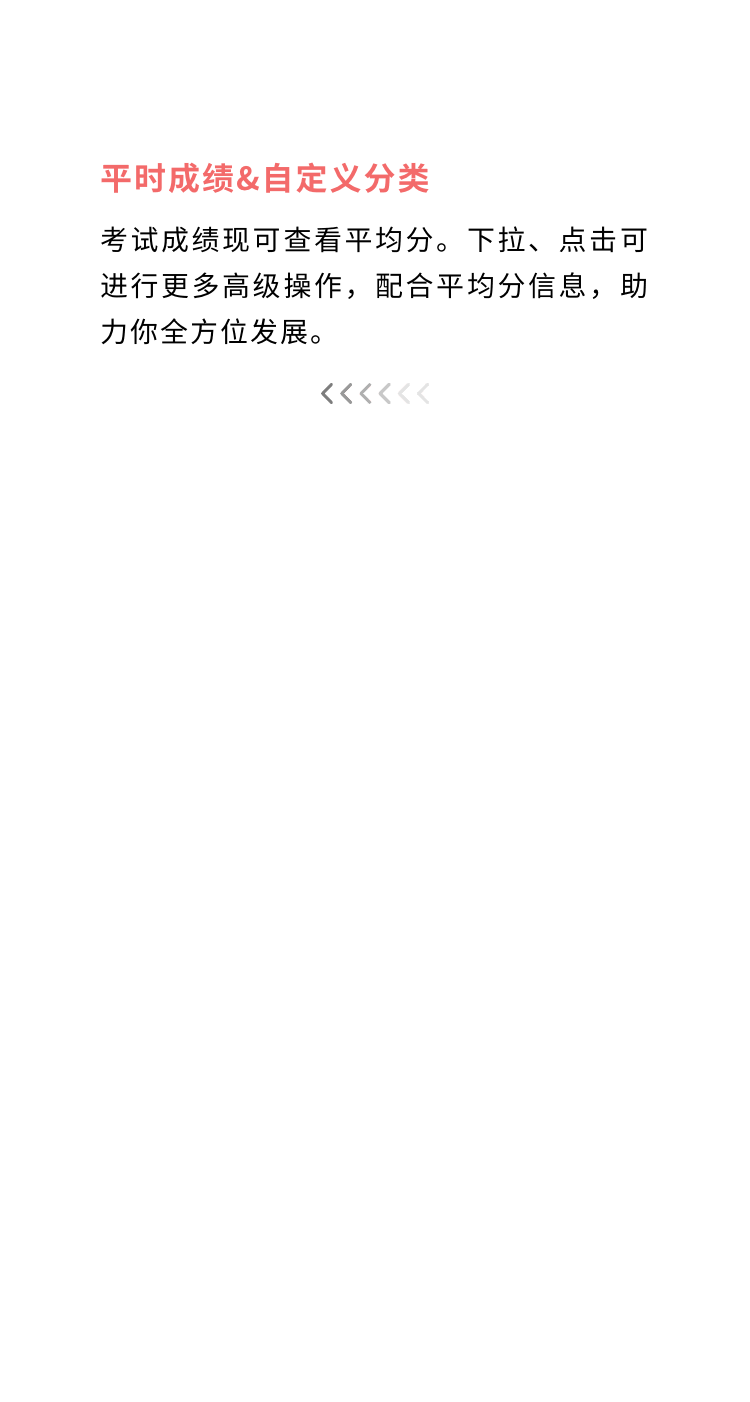 平时成绩&自定义分类
考试成绩现可查看平均分。下拉、点击可
进行更多高级操作，配合平均分信息，助
力你全方位发展。